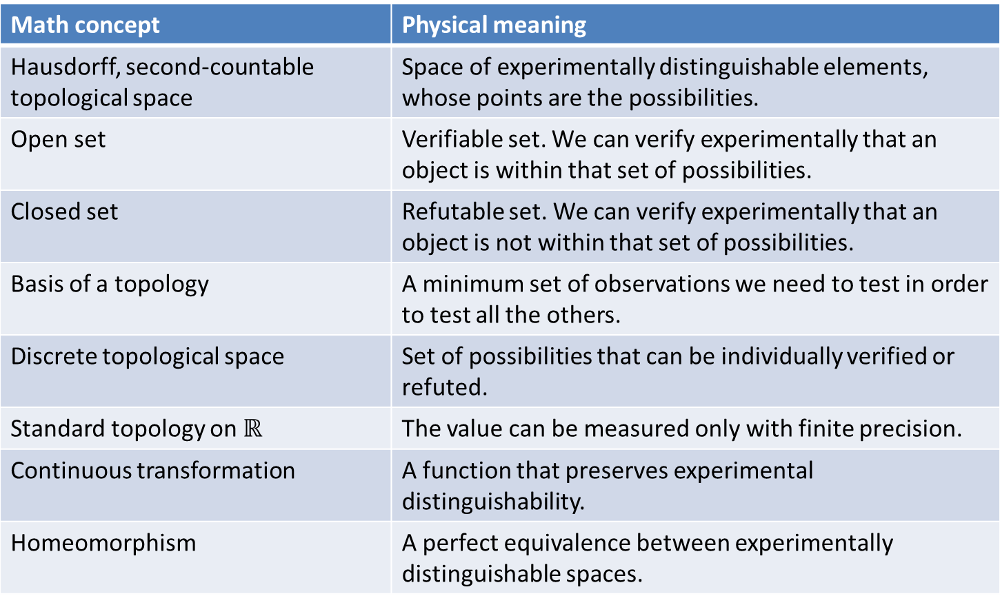 Math concept
Physical meaning
Hausdorff, second-countable
topological space
Space of experimentally distinguishable elements,
whose points are the possibilities.
Open set
Verifiable set. We can verify experimentally that an
object is within that set of possibilities.
Closed set
Refutable set. We can verify experimentally that an
object is not within that set of possibilities.
Basis of a topology
A minimum set of observations we need to test in order
to test all the others.
Discrete topological space
Set of possibilities that can be individually verified or
refuted.
Standard topology on ℝ
The value can be measured only with finite precision.
Continuous transformation
A function that preserves experimental
distinguishability.
Homeomorphism
A perfect equivalence between experimentally
distinguishable spaces.